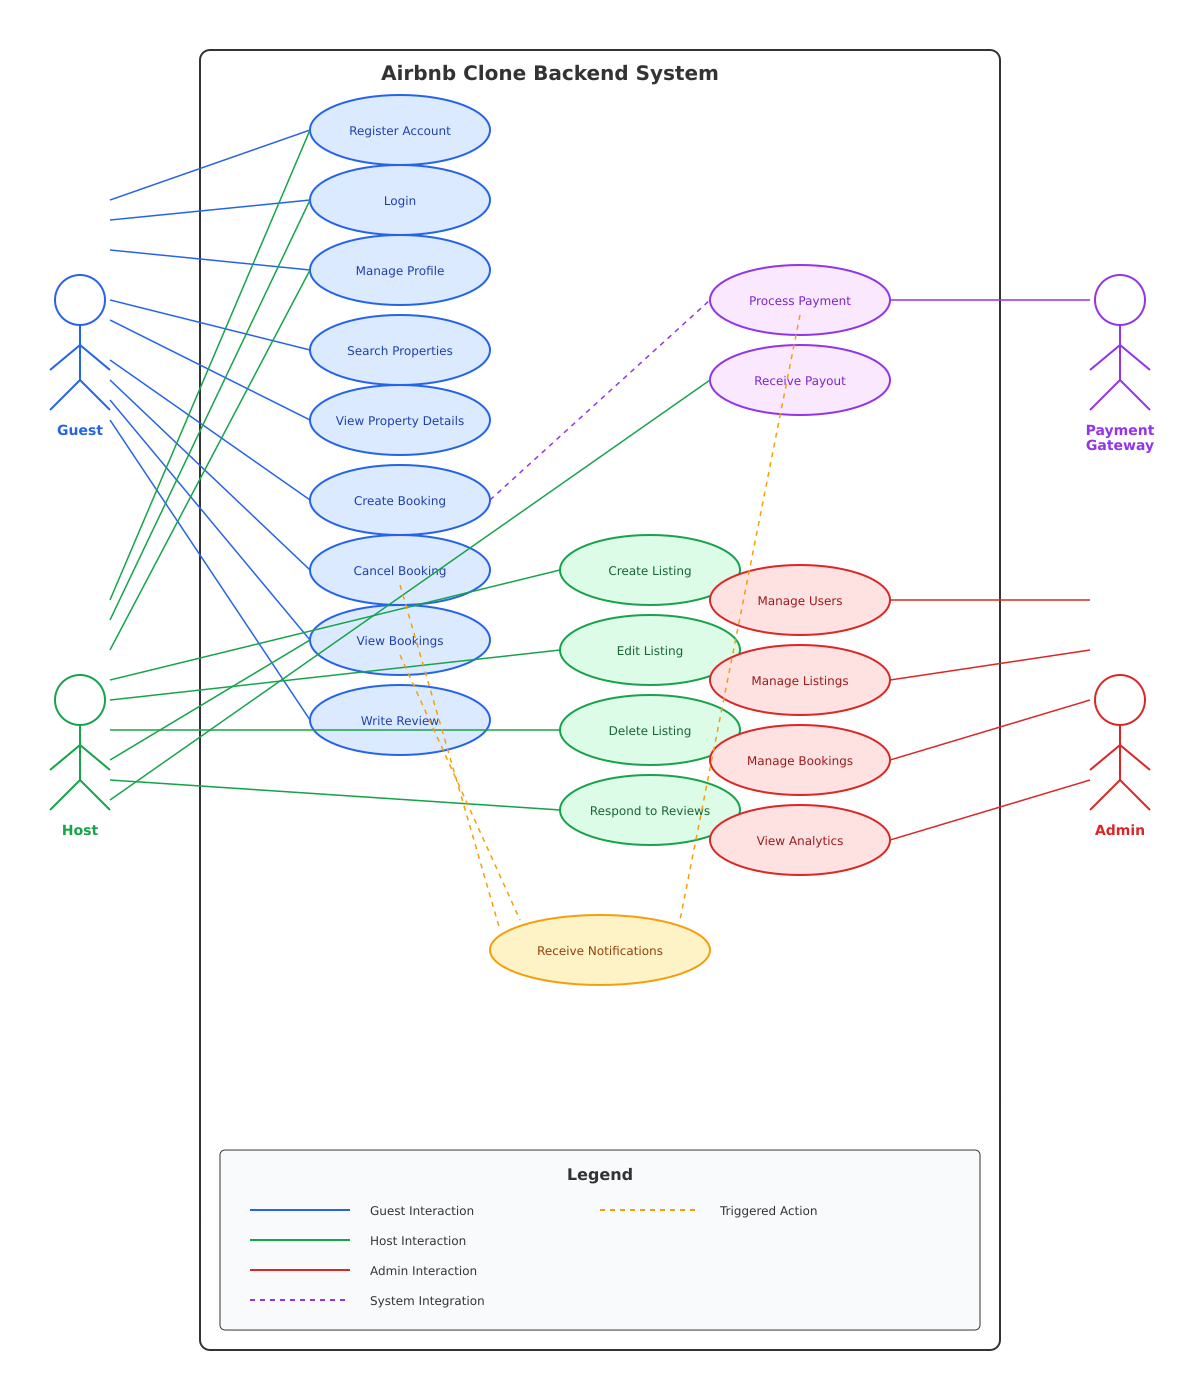 Airbnb Clone Backend System
Register Account
Login
Manage Profile
Search Properties
View Property Details
Create Booking
Cancel Booking
View Bookings
Write Review
Process Payment
Receive Payout
Create Listing
Edit Listing
Delete Listing
Respond to Reviews
Manage Users
Manage Listings
Manage Bookings
View Analytics
Receive Notifications
Guest
Host
Payment
Gateway
Admin
Legend
Guest Interaction
Host Interaction
Admin Interaction
System Integration
Triggered Action